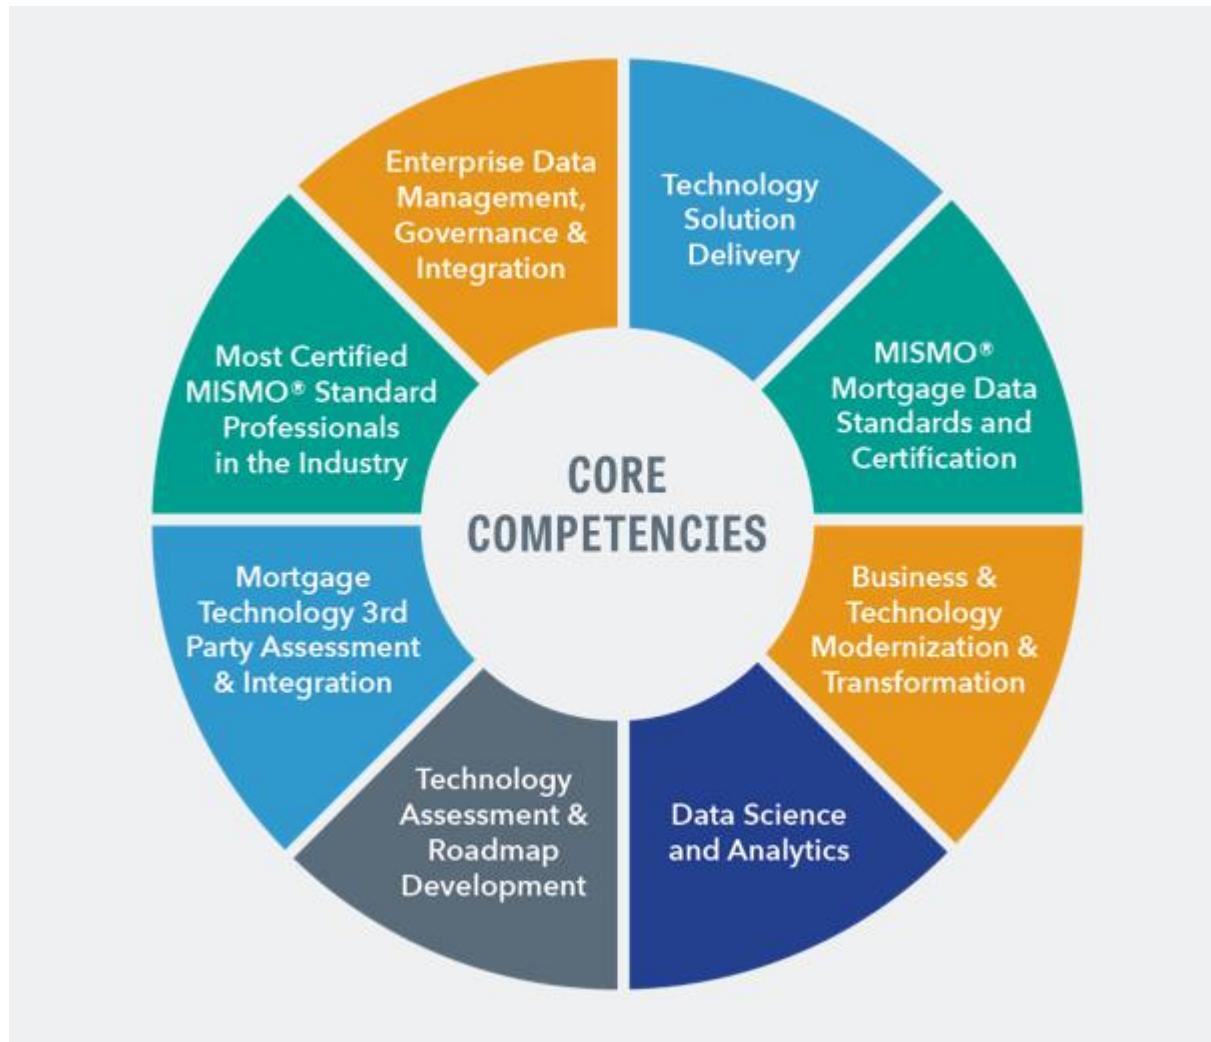 CORE
COMPETENCIES
Technology
Solution
Delivery
MISMO®
Mortgage Data
Standards and
Certification
Business &
Technology
Modernization &
Transformation
Data Science
and Analytics
Technology
Assessment &
Roadmap
Development
Mortgage
Technology 3rd
Party Assessment
& Integration
Most Certified
MISMO® Standard
Professionals
in the Industry
Enterprise Data
Management,
Governance &
Integration